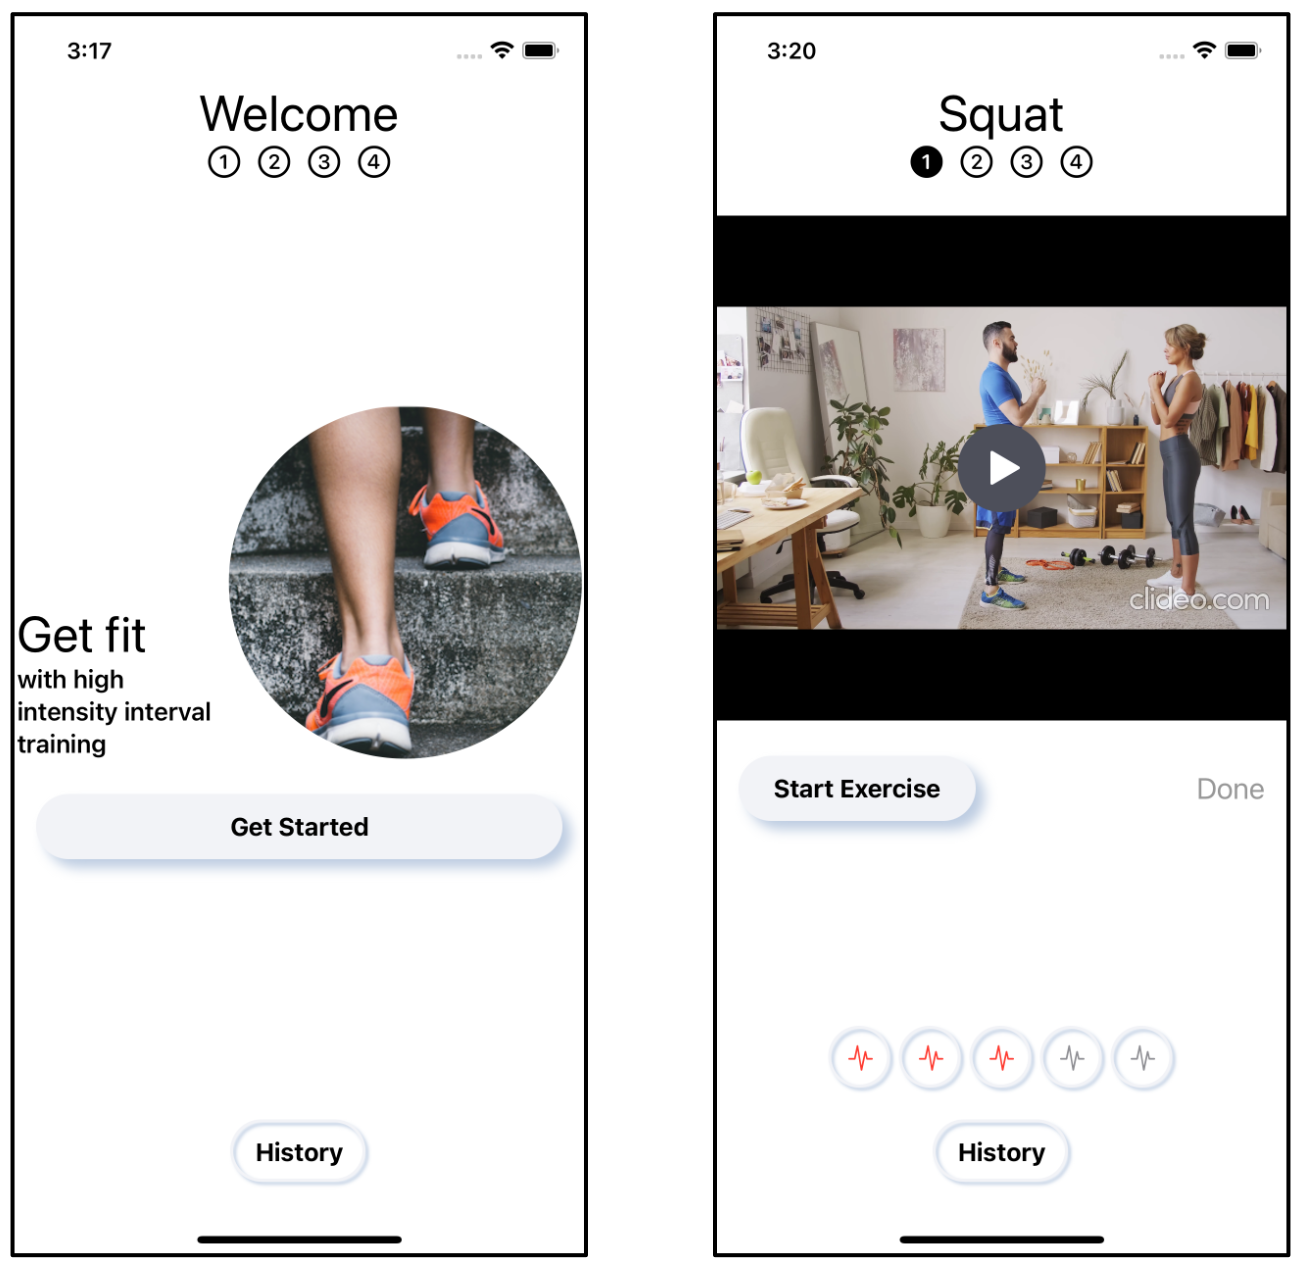 3:17
Welcome
1 2 3 4
Get fit
with high
intensity interval
training
Get Started
History
3:20
Squat
1 2 3 4
clideo.com
Start Exercise
Done
History